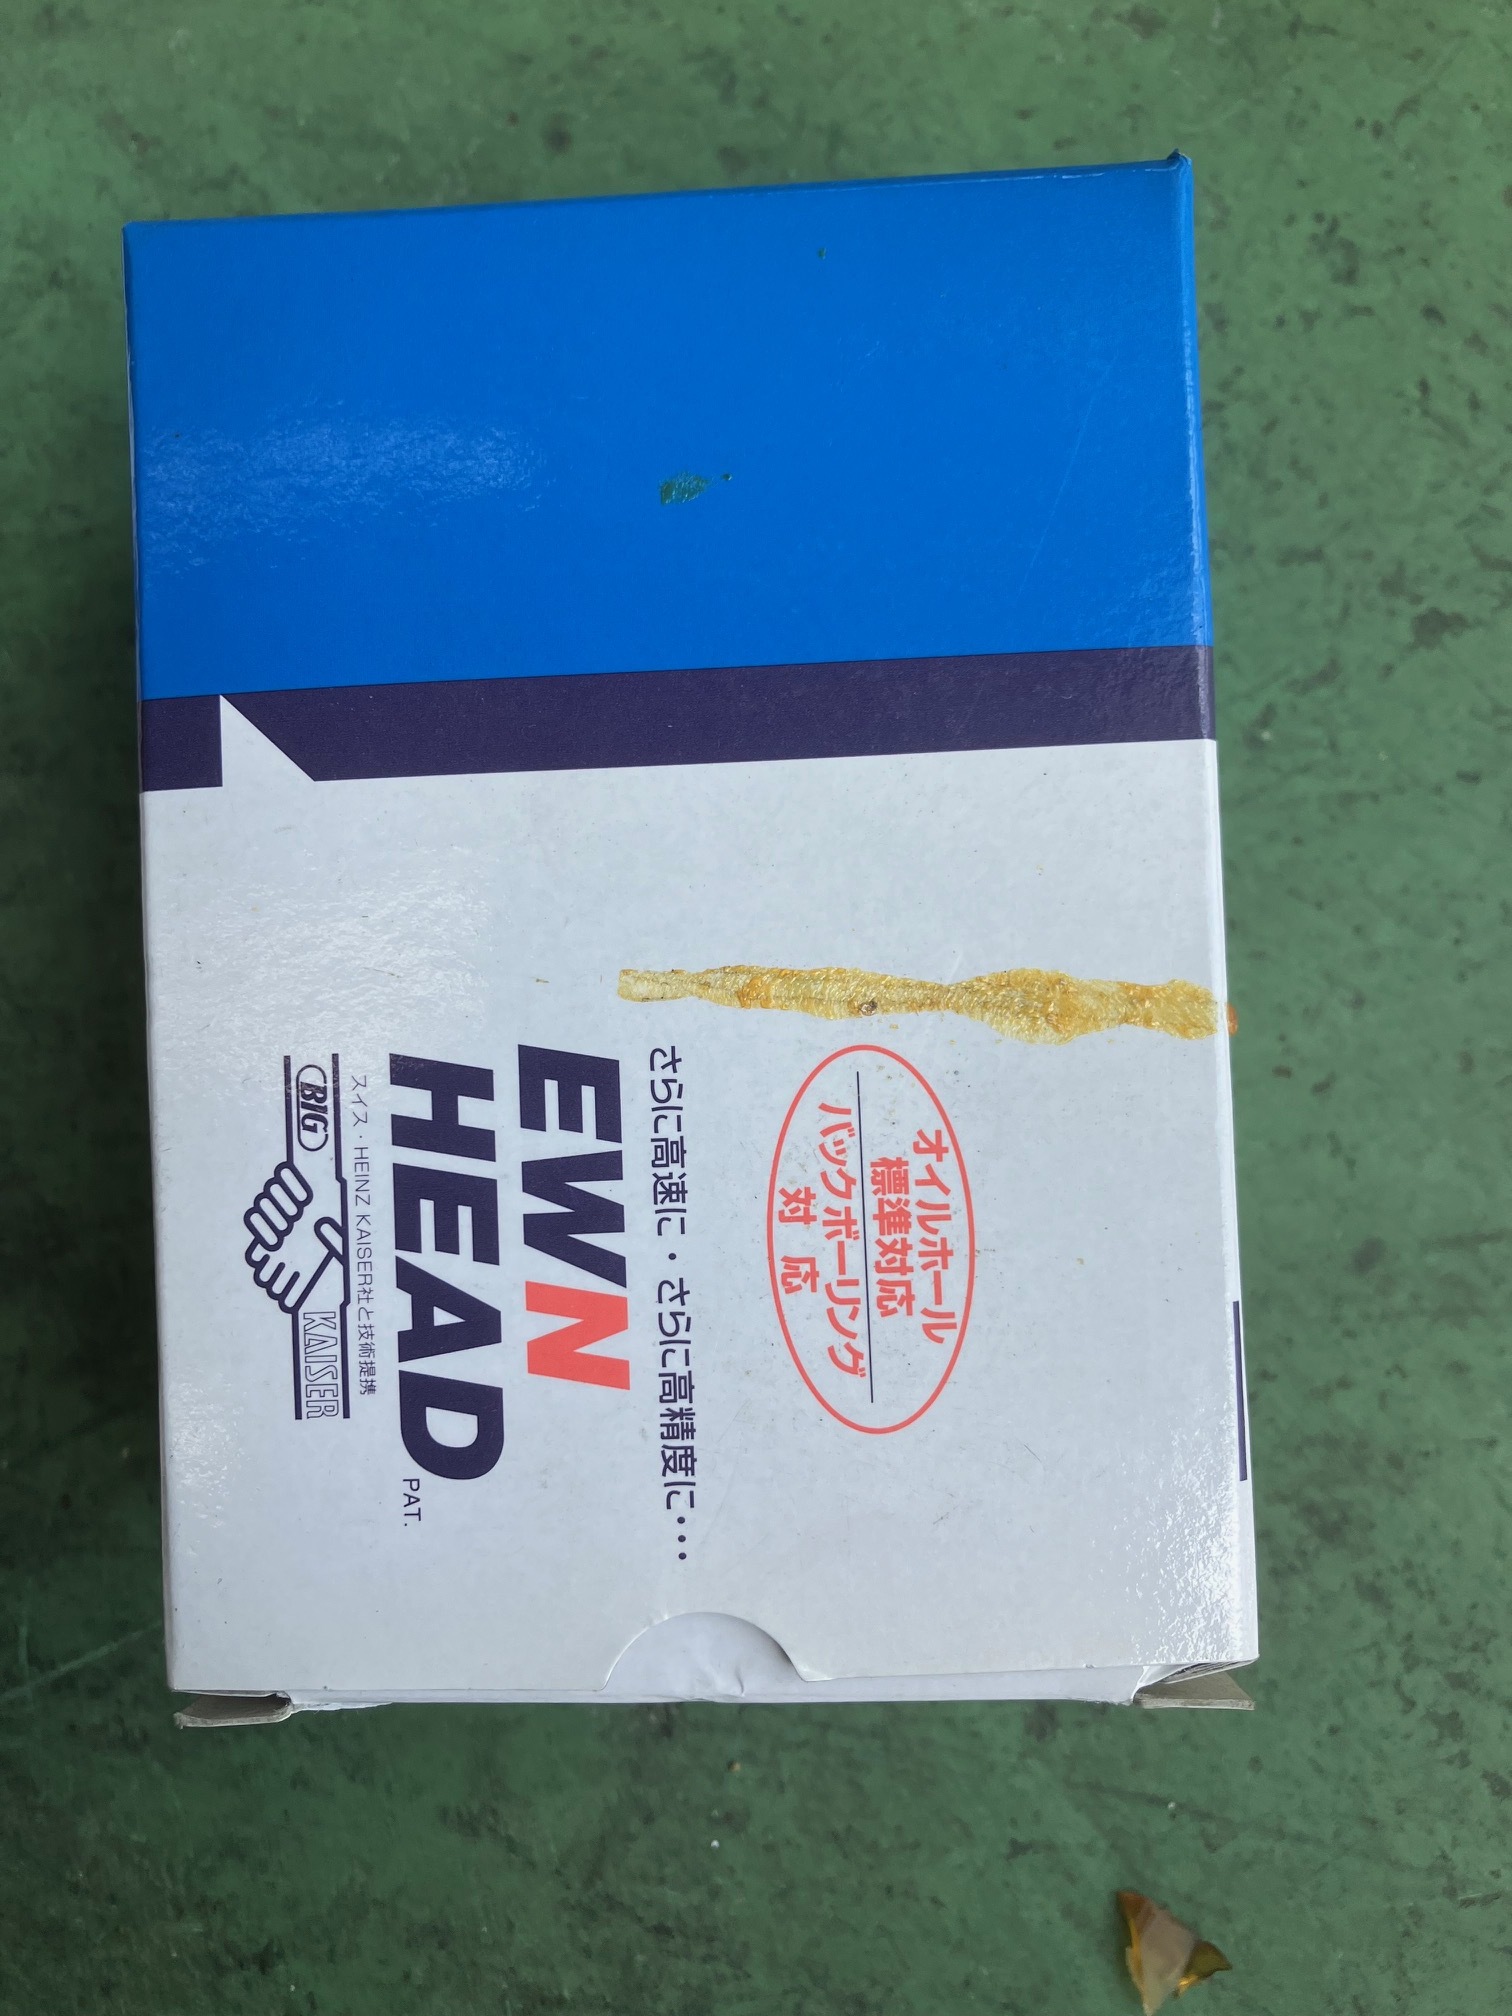 オイルホール
標準対応
バックボーリング
対応
さらに高速に・さらに高精度に・・・
EWN
HEAD PAT.
スイス・HEINZ KAISER社と技術提携
BIG KAISER